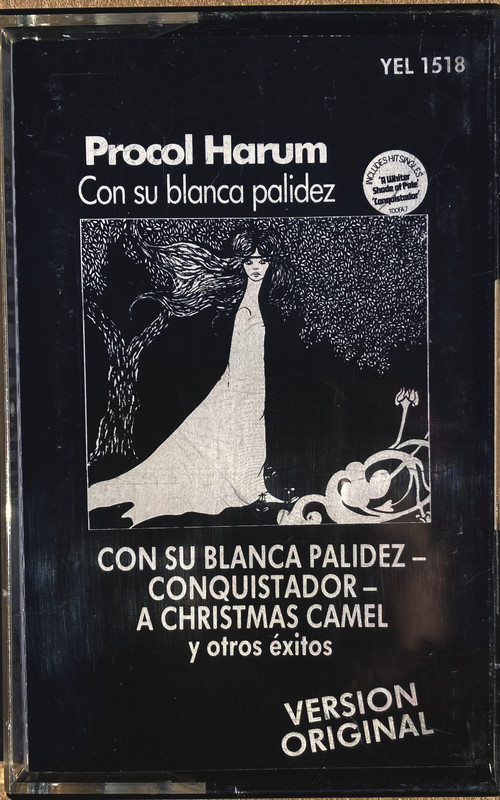 YEL 1518
Procol Harum
Con su blanca palidez
INCLUDES HIT SINGLES
'A Whiter
Shade of Pale'
'Conquistador'
CON SU BLANCA PALIDEZ –
CONQUISTADOR –
A CHRISTMAS CAMEL
y otros éxitos
VERSION
ORIGINAL